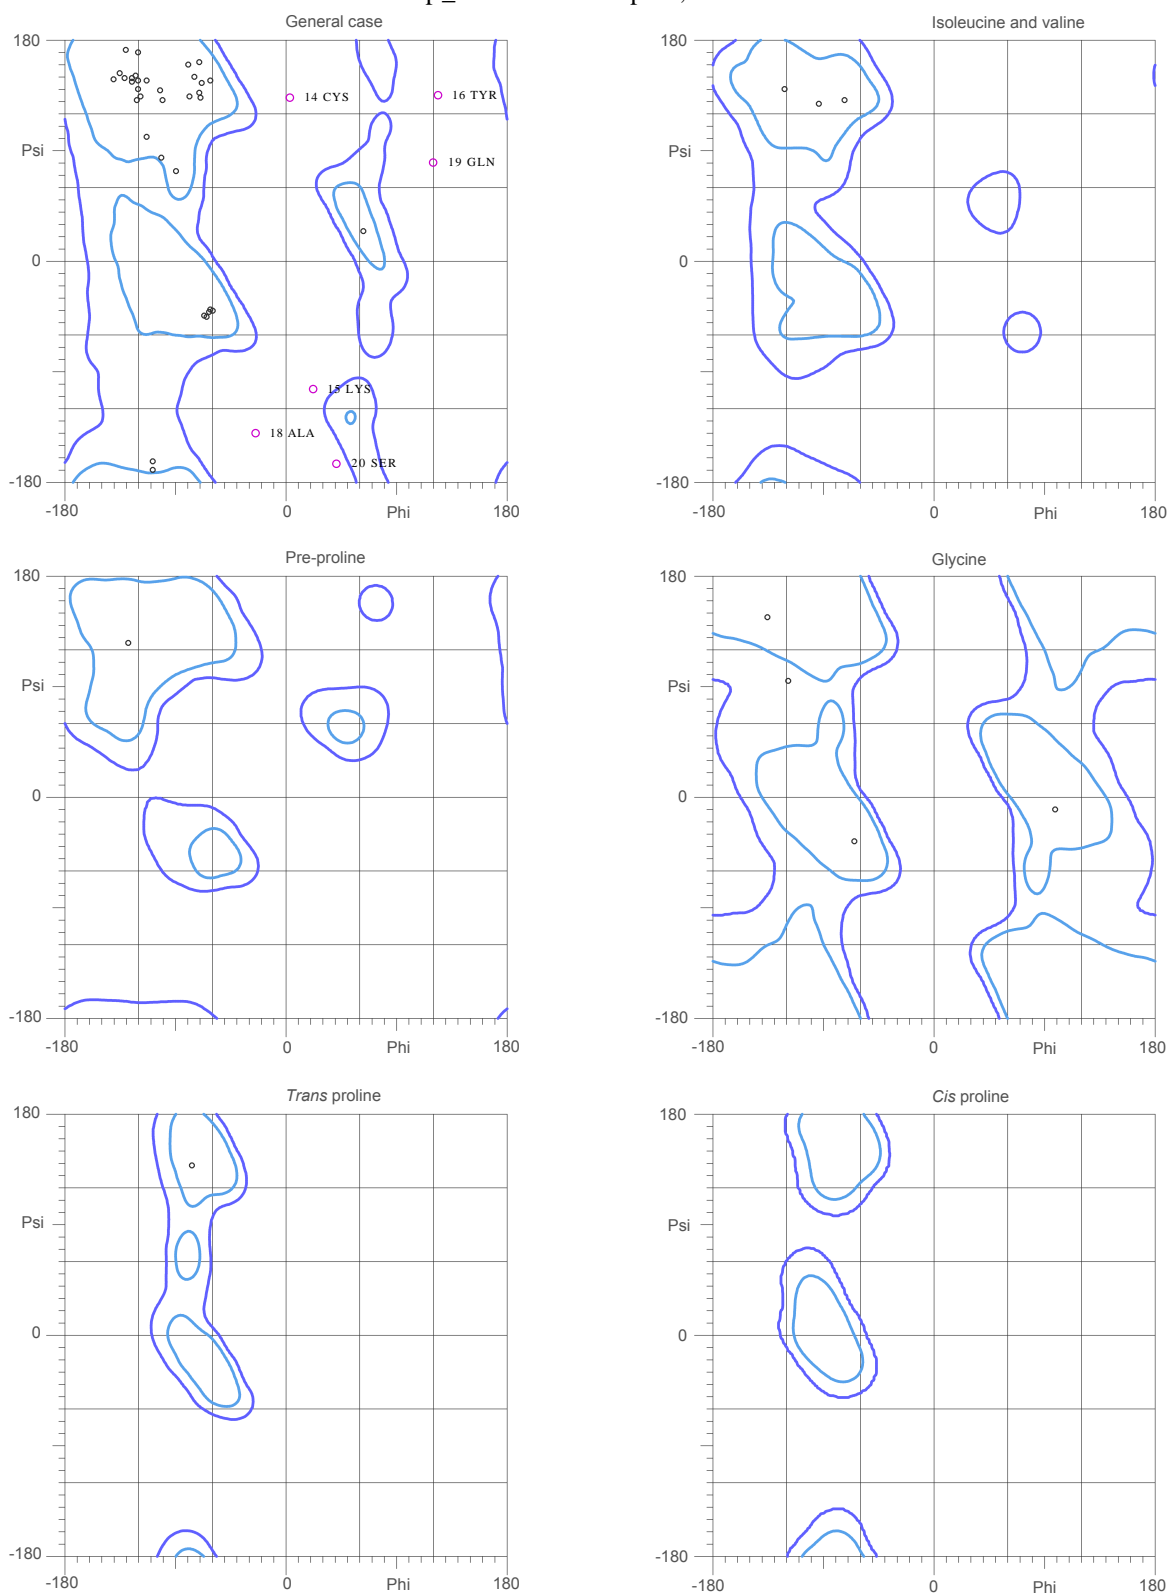 General case
180
Psi
0
-180
-180
0
Phi
180
14 CYS
16 TYR
19 GLN
15 LYS
18 ALA
20 SER
Isoleucine and valine
180
Psi
0
-180
-180
0
Phi
180
Pre-proline
180
Psi
0
-180
-180
0
Phi
180
Glycine
180
Psi
0
-180
-180
0
Phi
180
Trans proline
180
Psi
0
-180
-180
0
Phi
180
Cis proline
180
Psi
0
-180
-180
0
Phi
180